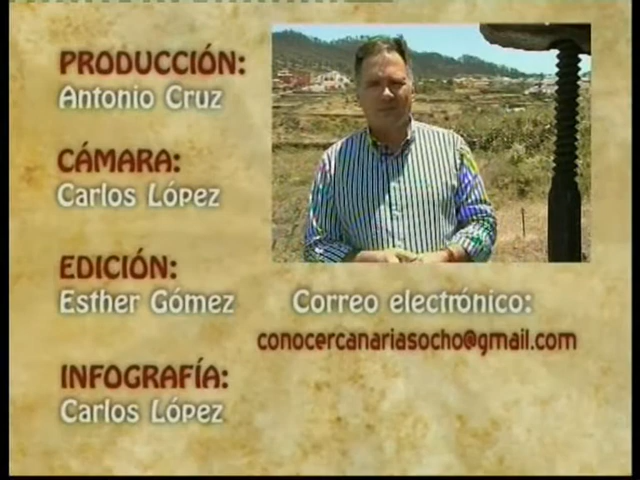 PRODUCCIÓN:
Antonio Cruz
CÁMARA:
Carlos López
EDICIÓN:
Esther Gómez
INFOGRAFÍA:
Carlos López
Correo electrónico:
conocercanariasocho@gmail.com